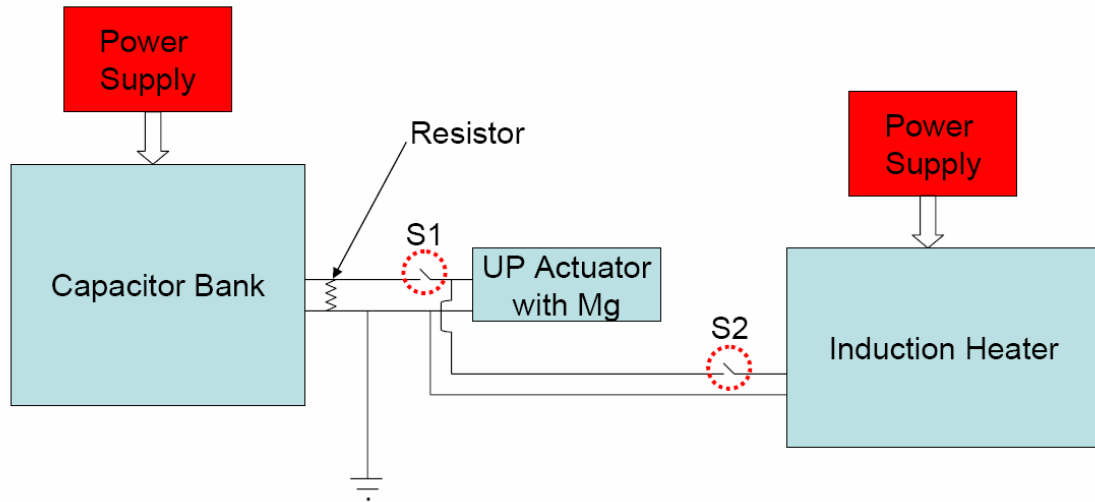 Power
Supply
Resistor
Power
Supply
S1
Capacitor Bank
UP Actuator
with Mg
S2
Induction Heater